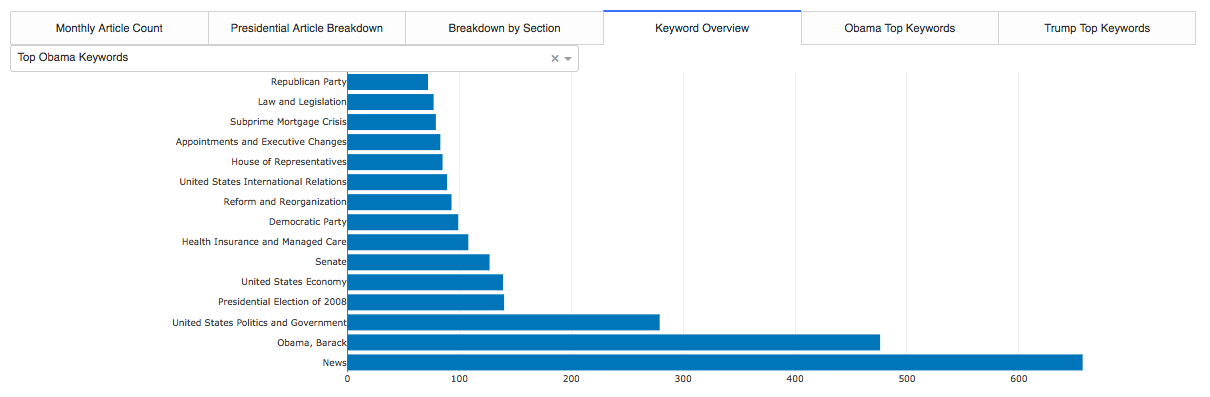 Monthly Article Count
Presidential Article Breakdown
Breakdown by Section
Keyword Overview
Obama Top Keywords
Trump Top Keywords
Top Obama Keywords
Republican Party
Law and Legislation
Subprime Mortgage Crisis
Appointments and Executive Changes
House of Representatives
United States International Relations
Reform and Reorganization
Democratic Party
Health Insurance and Managed Care
Senate
United States Economy
Presidential Election of 2008
United States Politics and Government
Obama, Barack
News
0 100 200 300 400 500 600